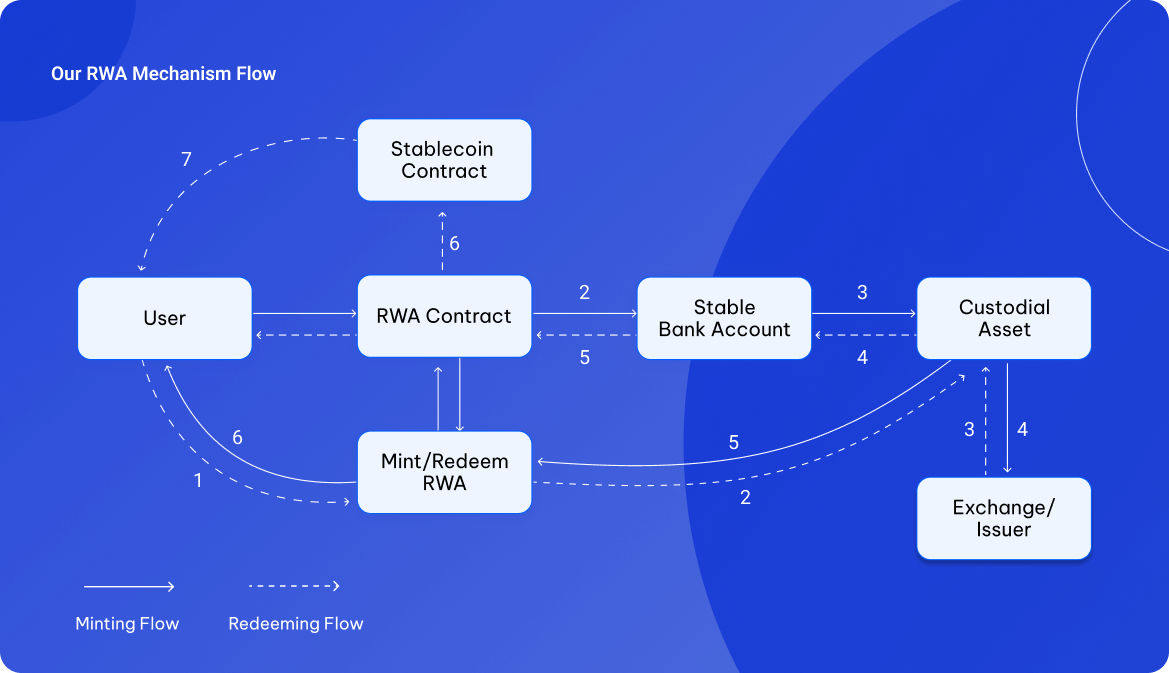 Our RWA Mechanism Flow
7
Stablecoin
Contract
6
User
RWA Contract
2
5
Stable
Bank Account
3
4
Custodial
Asset
6
1
Mint/Redeem
RWA
5
2
3
4
Exchange/
Issuer
Minting Flow
Redeeming Flow